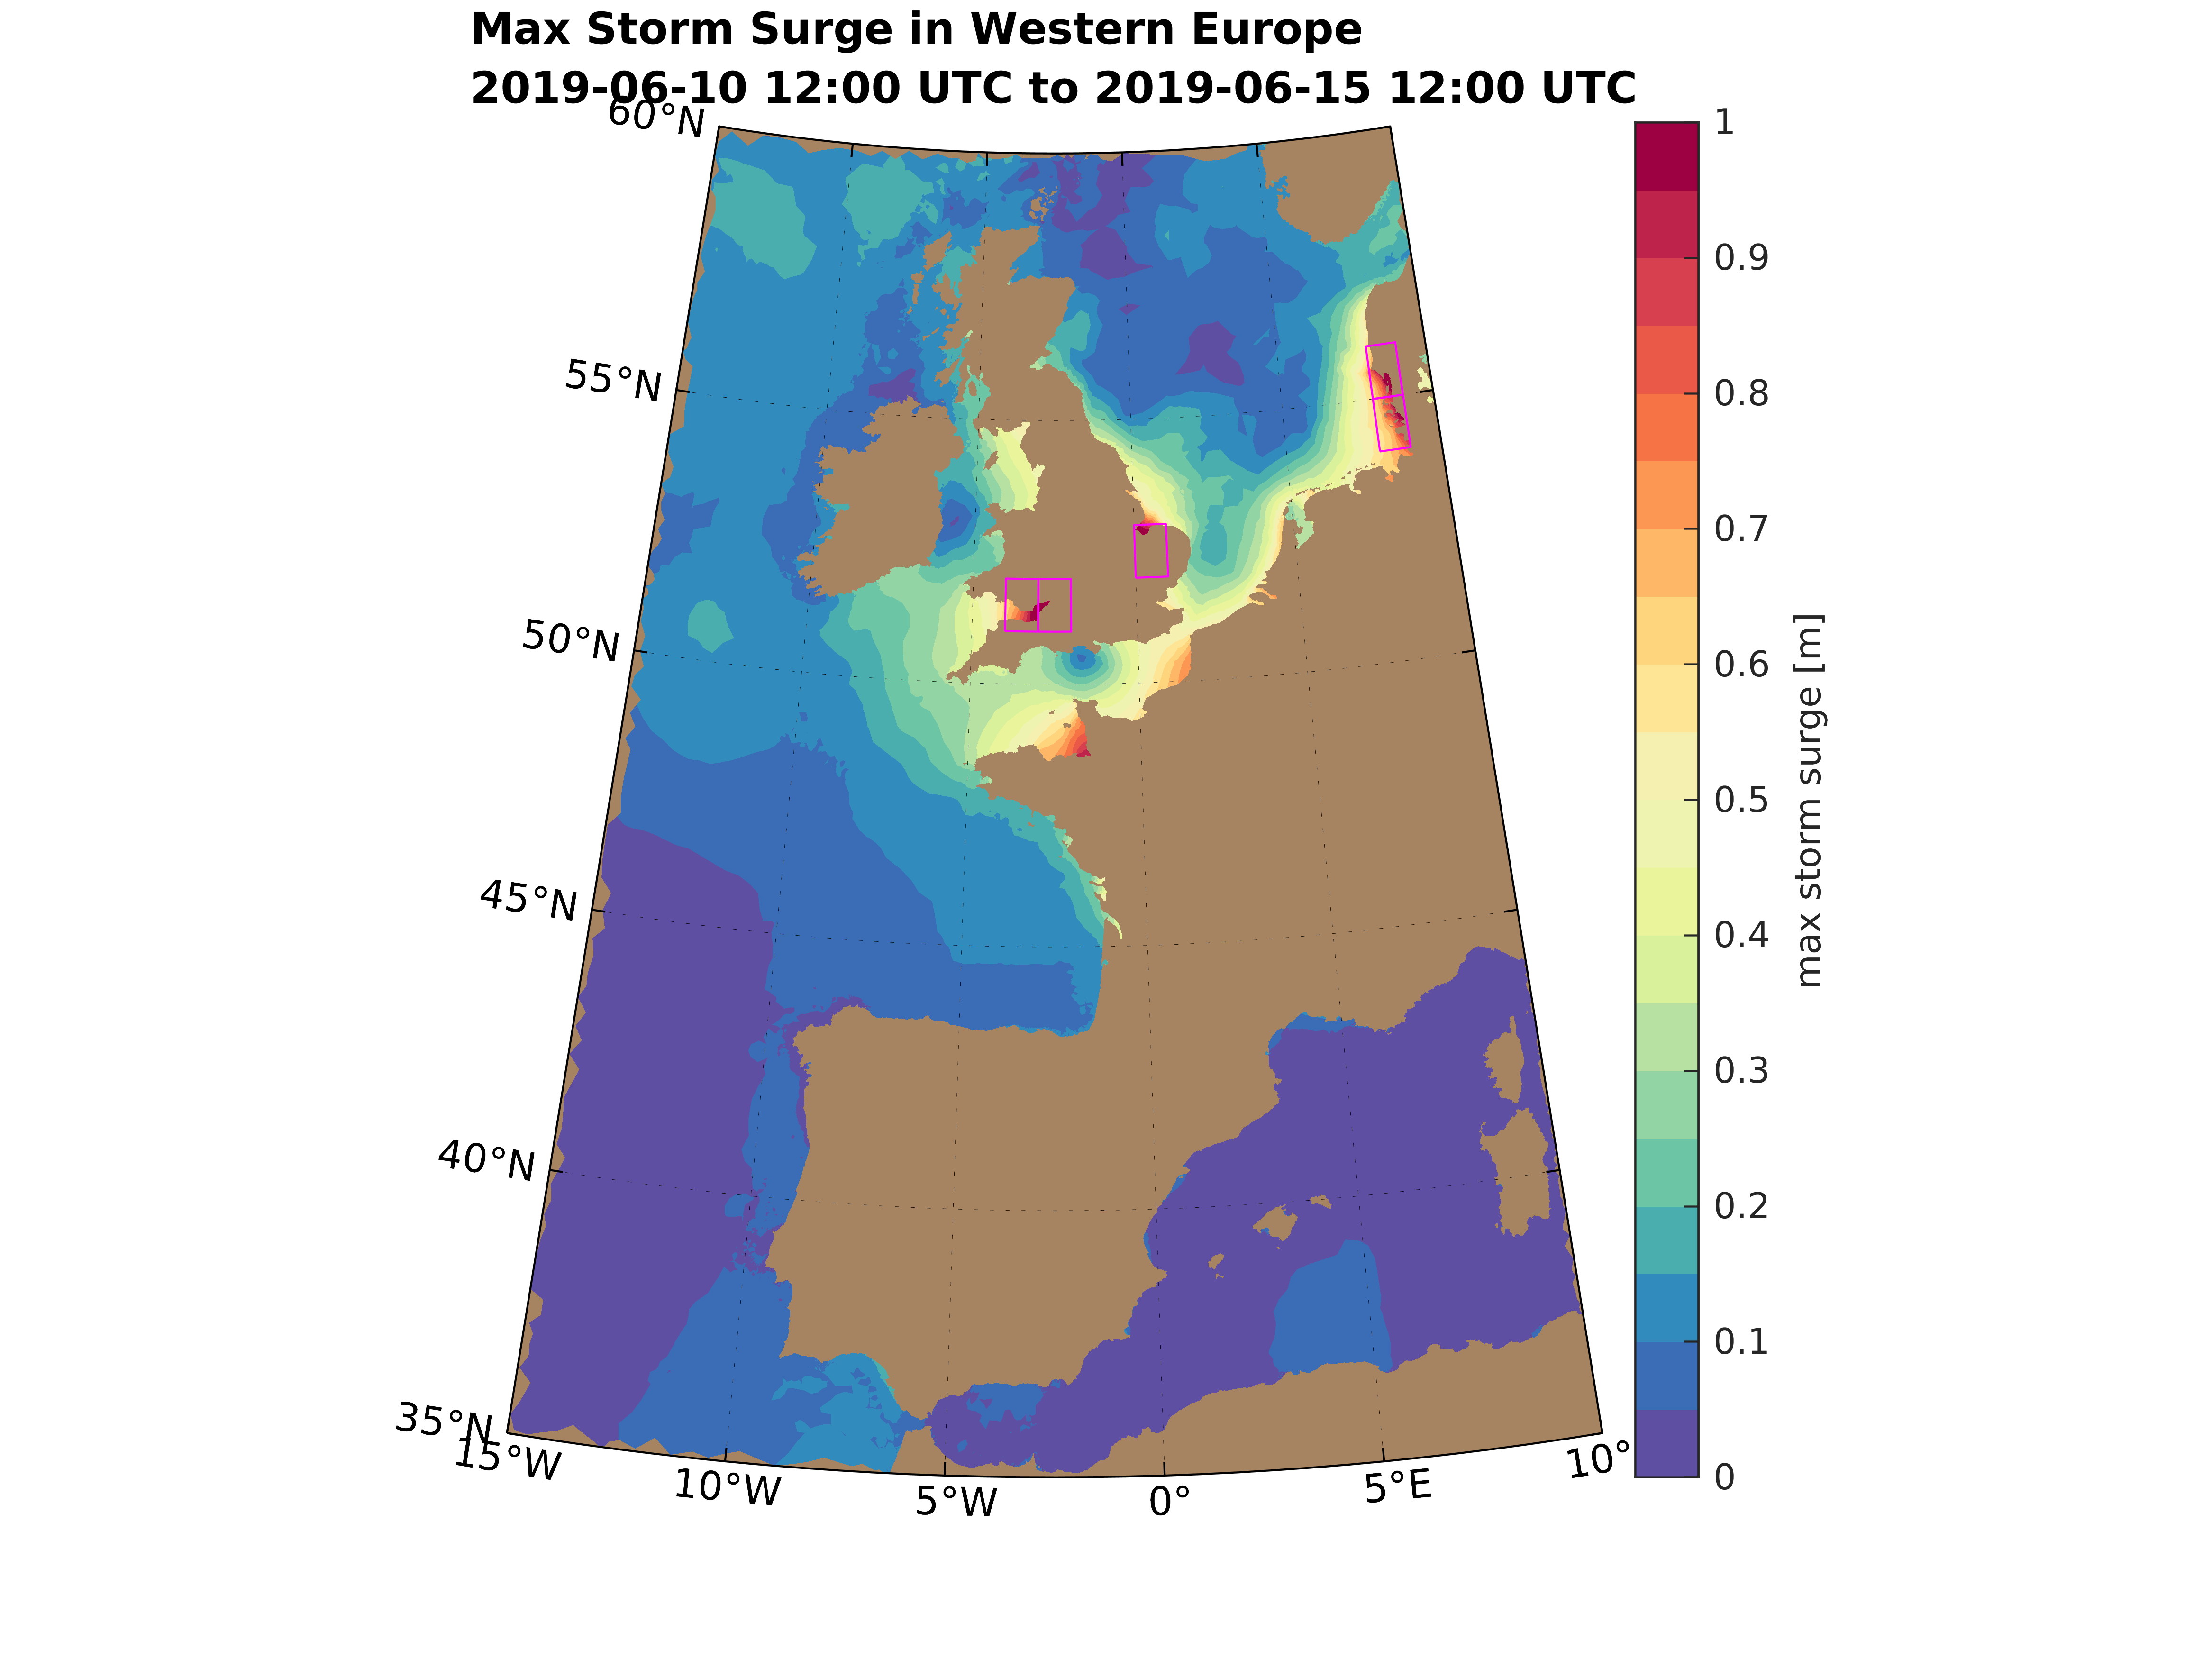 Max Storm Surge in Western Europe
2019-06-10 12:00 UTC to 2019-06-15 12:00 UTC
60°N
55°N
50°N
45°N
40°N
35°N
15°W
10°W
5°W
0°
5°E
10°
1
0.9
0.8
0.7
0.6
0.5
0.4
0.3
0.2
0.1
0
max storm surge [m]